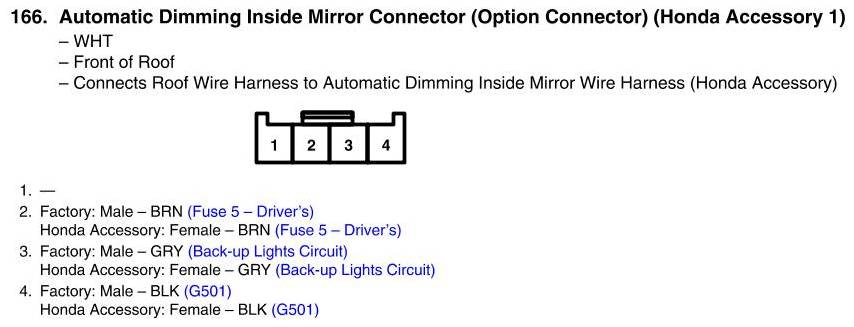 166. Automatic Dimming Inside Mirror Connector (Option Connector) (Honda Accessory 1)
– WHT
– Front of Roof
– Connects Roof Wire Harness to Automatic Dimming Inside Mirror Wire Harness (Honda Accessory)
1 2 3 4
1. —
2. Factory: Male – BRN (Fuse 5 – Driver's)
Honda Accessory: Female – BRN (Fuse 5 – Driver's)
3. Factory: Male – GRY (Back-up Lights Circuit)
Honda Accessory: Female – GRY (Back-up Lights Circuit)
4. Factory: Male – BLK (G501)
Honda Accessory: Female – BLK (G501)